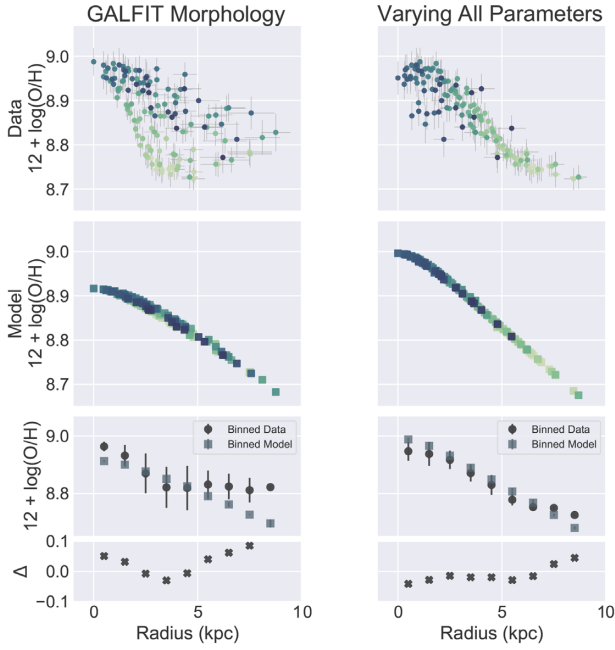 GALFIT Morphology
Varying All Parameters
Data
12 + log(O/H)
9.0
8.9
8.8
8.7
Model
12 + log(O/H)
9.0
8.9
8.8
8.7
12 + log(O/H)
9.0
8.8
Binned Data
Binned Model
Binned Data
Binned Model
Δ
0.1
0.0
−0.1
0 5 10
0 5 10
Radius (kpc)
Radius (kpc)